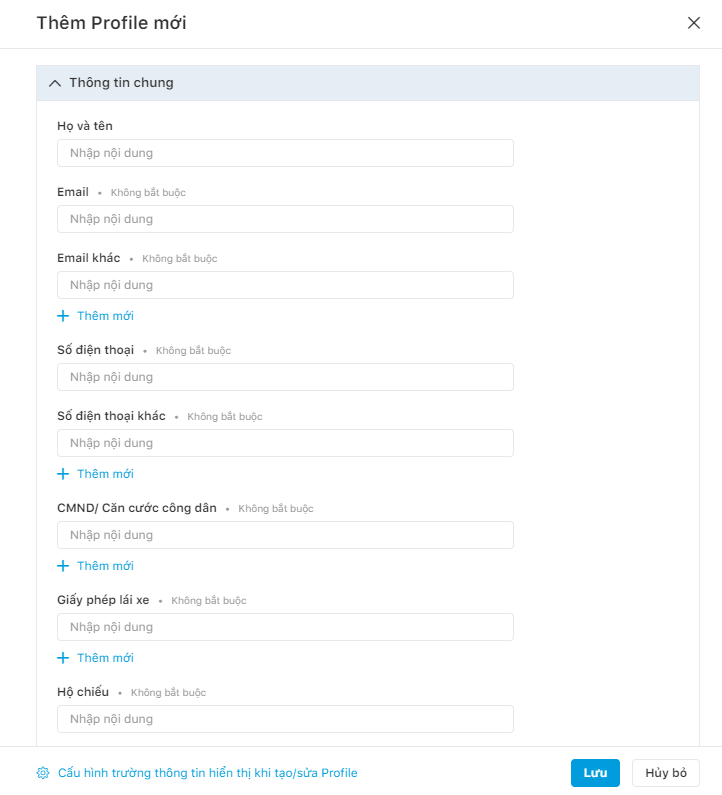 Thêm Profile mới
Thông tin chung
Họ và tên
Nhập nội dung
Email • Không bắt buộc
Nhập nội dung
Email khác • Không bắt buộc
Nhập nội dung
Thêm mới
Số điện thoại • Không bắt buộc
Nhập nội dung
Số điện thoại khác • Không bắt buộc
Nhập nội dung
Thêm mới
CMND/ Căn cước công dân • Không bắt buộc
Nhập nội dung
Thêm mới
Giấy phép lái xe • Không bắt buộc
Nhập nội dung
Thêm mới
Hộ chiếu • Không bắt buộc
Nhập nội dung
Cấu hình trường thông tin hiển thị khi tạo/sửa Profile
Lưu
Hủy bỏ